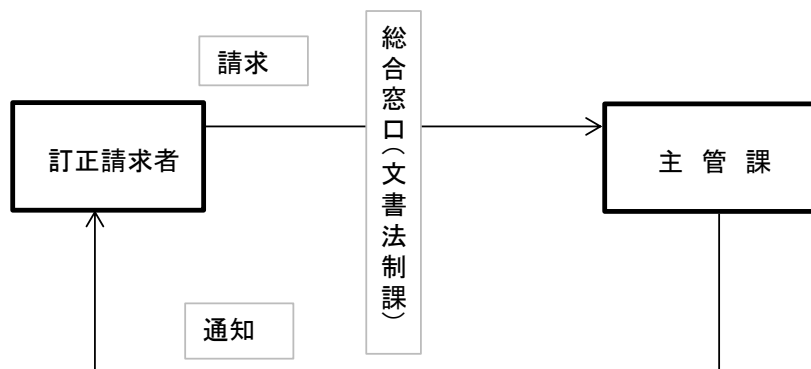 請求
総合窓口(文書法制課)
訂正請求者
主 管 課
通知